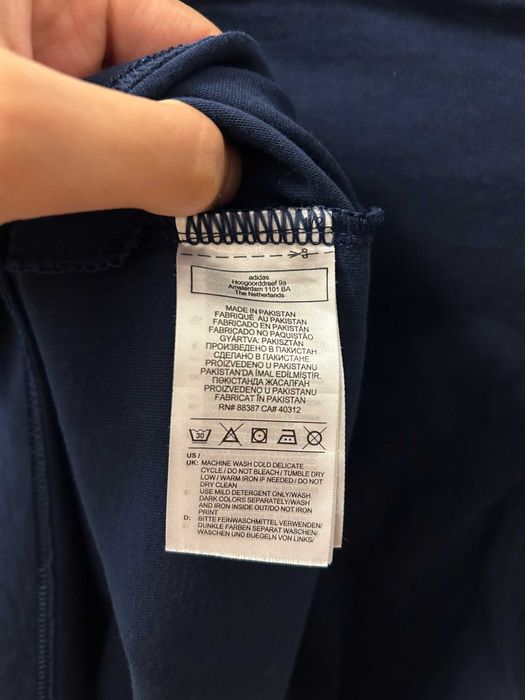 adidas
Hoogoorddreef 9a
Amsterdam 1101 BA
The Netherlands
MADE IN PAKISTAN
FABRIQUÉ AU PAKISTAN
FABRICADO EN PAKISTÁN
FABRICADO NO PAQUISTÃO
GYÁRTVA: PAKISZTÁN
ПРОИЗВЕДЕНО В ПАКИСТАН
СДЕЛАНО В ПАКИСТАНЕ
PROIZVEDENO U PAKISTANU
PAKİSTAN'DA İMAL EDİLMİŞTİR.
ПӘКІСТАНДА ЖАСАЛҒАН
PROIZVEDENO U PAKISTANU
FABRICAT ÎN PAKISTAN
RN# 88387 CA# 40312
30
US /
UK: MACHINE WASH COLD DELICATE
CYCLE / DO NOT BLEACH / TUMBLE DRY
LOW / WARM IRON IF NEEDED / DO NOT
DRY CLEAN
USE MILD DETERGENT ONLY/WASH
DARK COLORS SEPARATELY/WASH
AND IRON INSIDE OUT/DO NOT IRON
PRINT
D: BITTE FEINWASCHMITTEL VERWENDEN/
DUNKLE FARBEN SEPARAT WASCHEN/
WASCHEN UND BUEGELN VON LINKS/